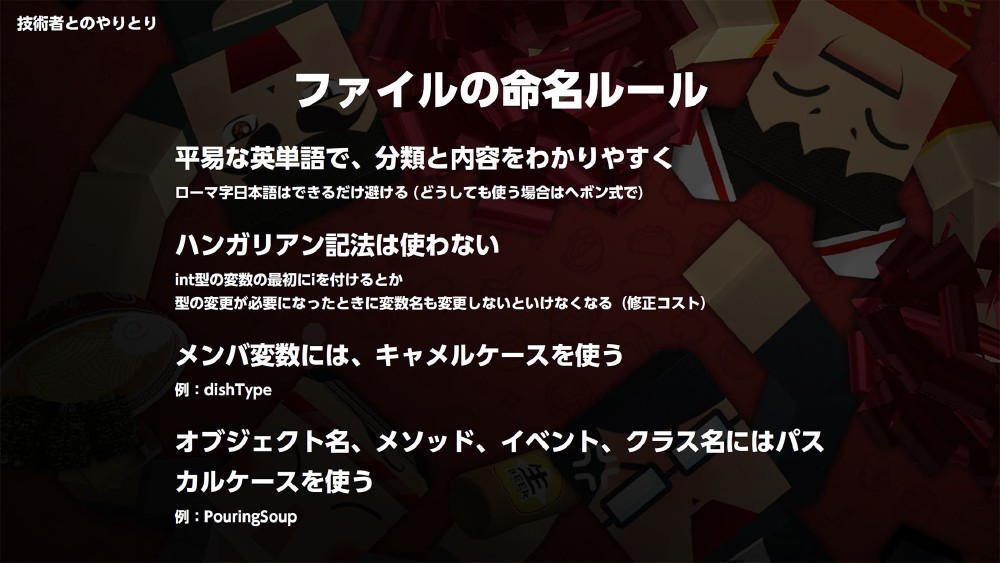 技術者とのやりとり
ファイルの命名ルール
平易な英単語で、分類と内容をわかりやすく
ローマ字日本語はできるだけ避ける (どうしても使う場合はヘボン式で)
ハンガリアン記法は使わない
int型の変数の最初にiを付けるとか
型の変更が必要になったときに変数名も変更しないといけなくなる（修正コスト）
メンバ変数には、キャメルケースを使う
例：dishType
オブジェクト名、メソッド、イベント、クラス名にはパス
カルケースを使う
例：PouringSoup
生
BEER